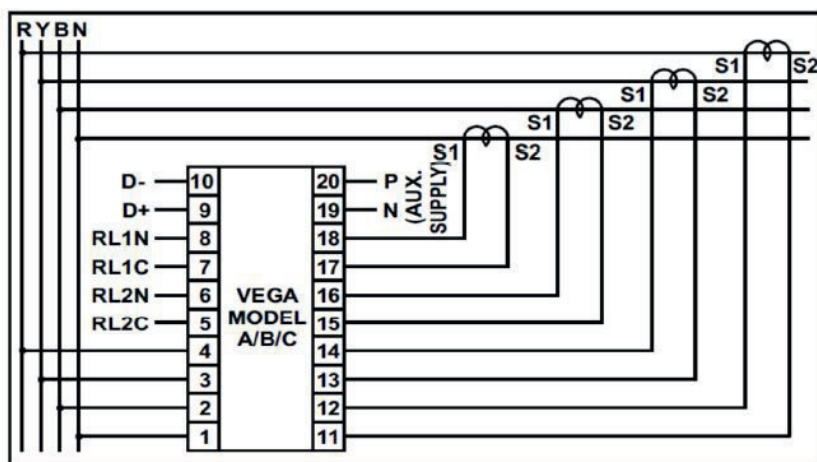 R Y B N
S1 S2
S1 S2
S1 S2
S1 S2
D- 10 20 P
D+ 9 19 N
(AUX.
SUPPLY)
RL1N 8 18
RL1C 7 17
RL2N 6 16
RL2C 5 15
4 14
3 13
2 12
1 11
VEGA
MODEL
A/B/C